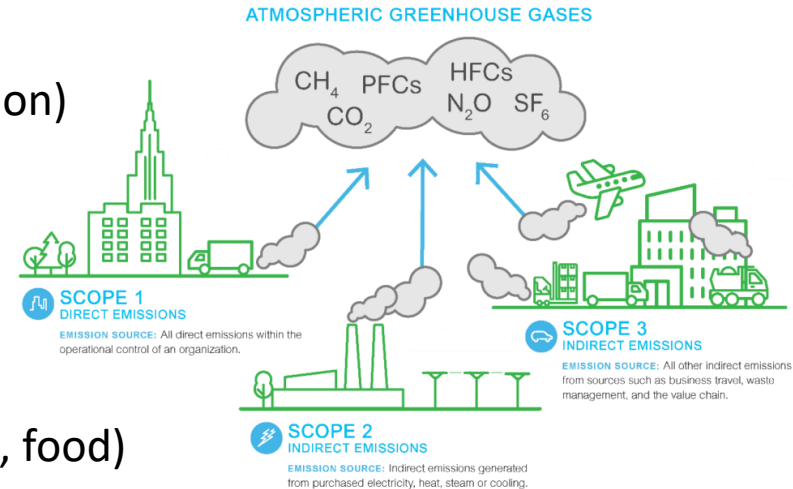 ATMOSPHERIC GREENHOUSE GASES
on)
CH₄ PFCs HFCs
CO₂ N₂O SF₆
SCOPE 1
DIRECT EMISSIONS
EMISSION SOURCE: All direct emissions within the
operational control of an organization.
SCOPE 3
INDIRECT EMISSIONS
EMISSION SOURCE: All other indirect emissions
from sources such as business travel, waste
management, and the value chain.
, food)
SCOPE 2
INDIRECT EMISSIONS
EMISSION SOURCE: Indirect emissions generated
from purchased electricity, heat, steam or cooling.